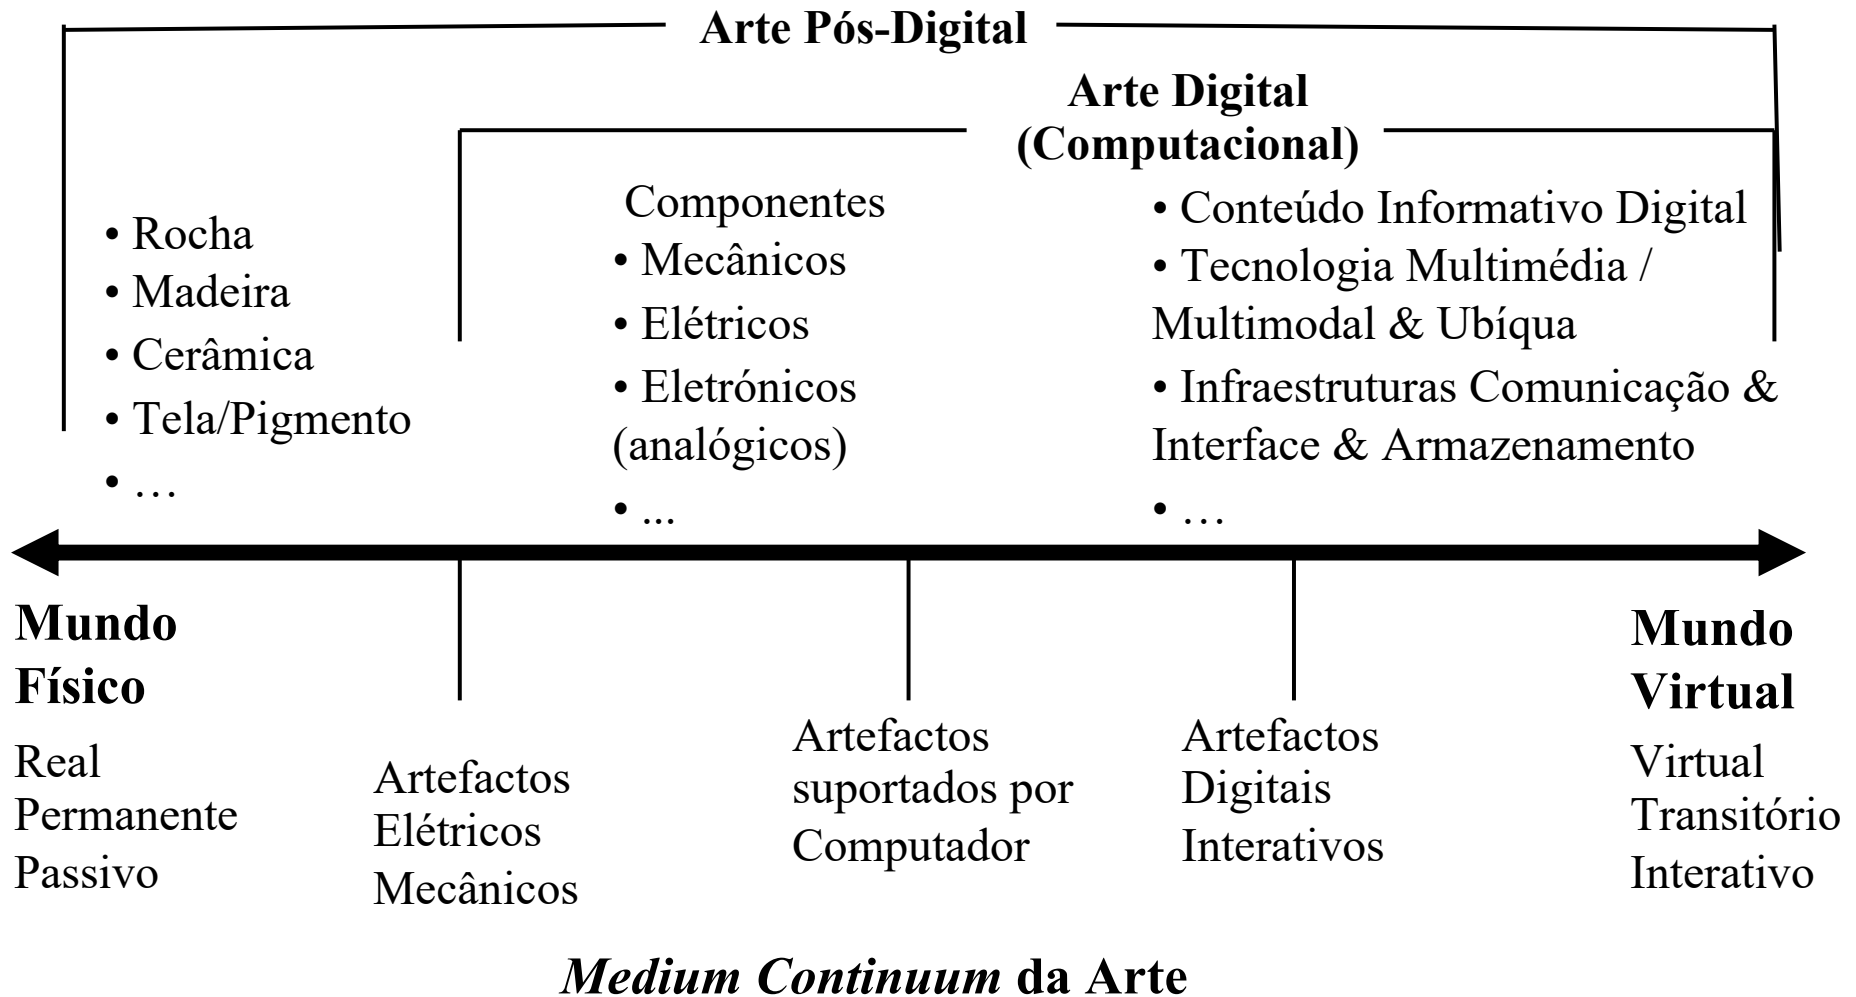 Arte Pós-Digital
Arte Digital
(Computacional)
• Rocha
• Madeira
• Cerâmica
• Tela/Pigmento
• …
Componentes
• Mecânicos
• Elétricos
• Eletrónicos
(analógicos)
• ...
• Conteúdo Informativo Digital
• Tecnologia Multimédia /
Multimodal & Ubíqua
• Infraestruturas Comunicação &
Interface & Armazenamento
• …
Mundo
Físico
Real
Permanente
Passivo
Artefactos
Elétricos
Mecânicos
Artefactos
suportados por
Computador
Artefactos
Digitais
Interativos
Mundo
Virtual
Virtual
Transitório
Interativo
Medium Continuum da Arte